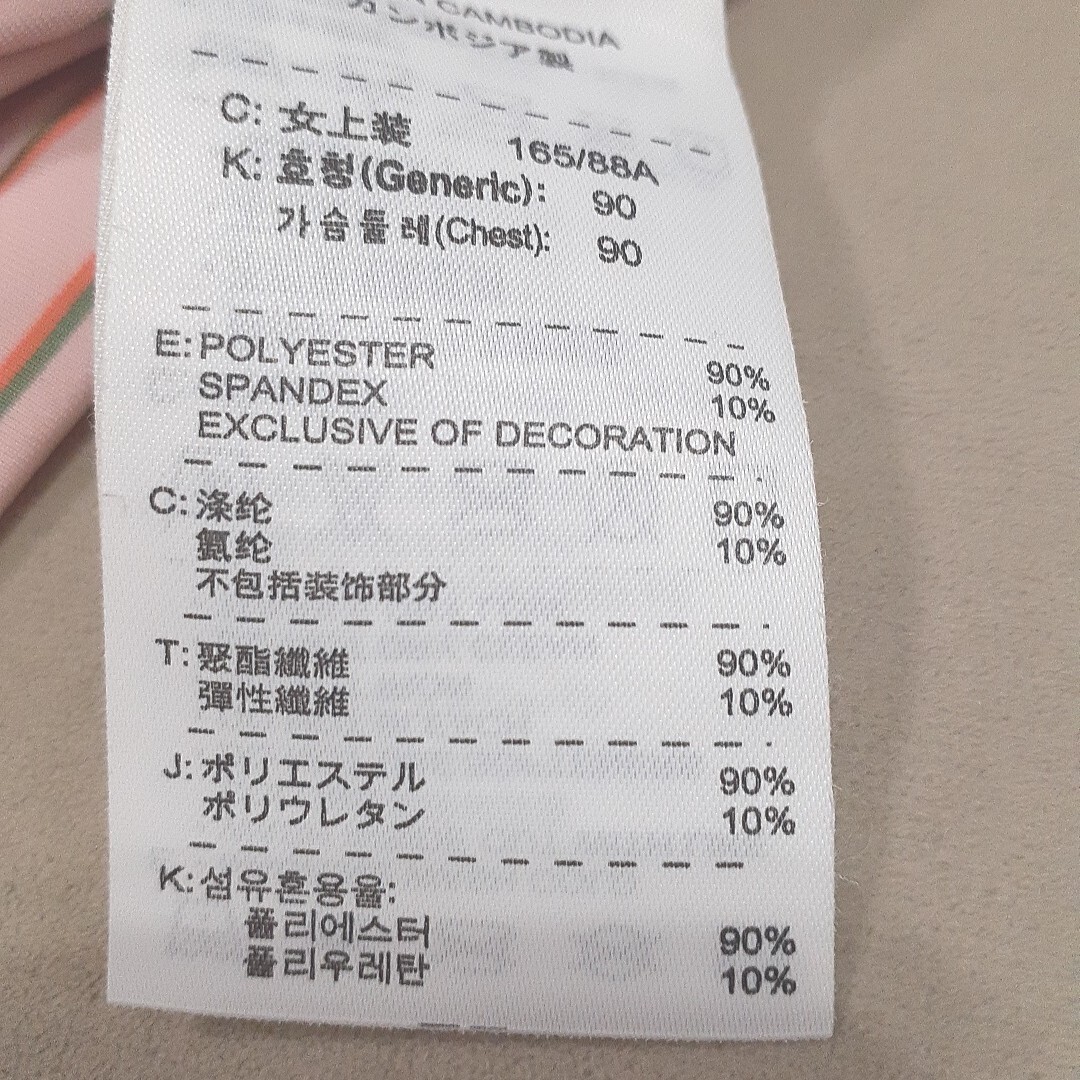 CAMBODIA
カンボジア製
C: 女上装 165/88A
K: 호칭(Generic): 90
가슴둘레(Chest): 90
E: POLYESTER 90%
SPANDEX 10%
EXCLUSIVE OF DECORATION
C: 涤纶 90%
氨纶 10%
不包括装饰部分
T: 聚酯纖維 90%
彈性纖維 10%
J: ポリエステル 90%
ポリウレタン 10%
K: 섬유혼용율:
폴리에스터 90%
폴리우레탄 10%